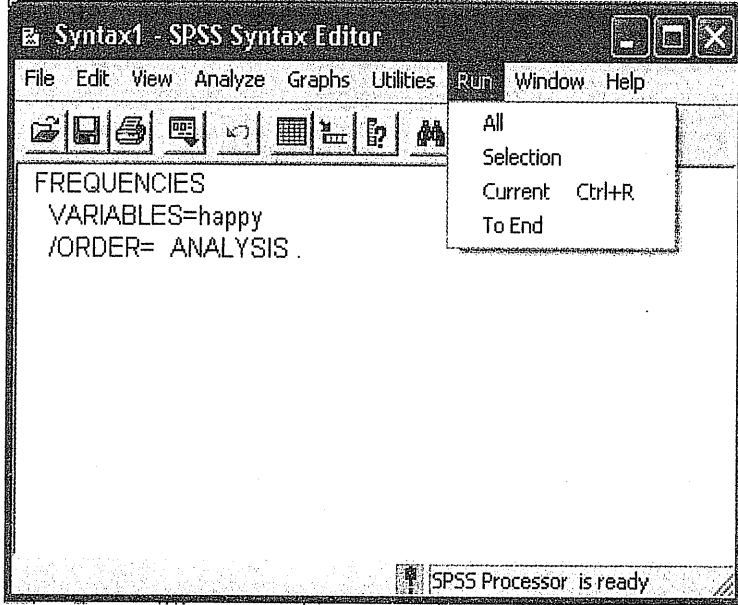 Syntax1 - SPSS Syntax Editor
File Edit View Analyze Graphs Utilities Run Window Help
All
Selection
Current Ctrl+R
To End
FREQUENCIES
VARIABLES=happy
/ORDER= ANALYSIS .
SPSS Processor is ready